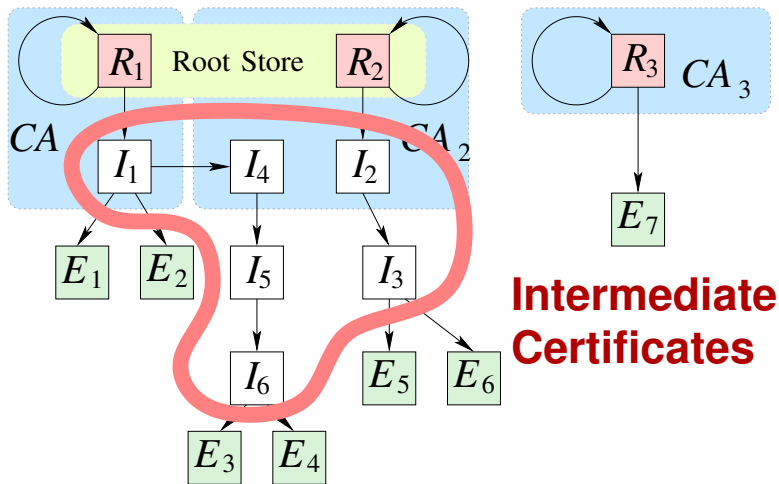 R1 Root Store R2 R3 CA3
CA CA2
I1 I4 I2
E7
E1 E2 I5 I3
Intermediate
Certificates
I6 E5 E6
E3 E4